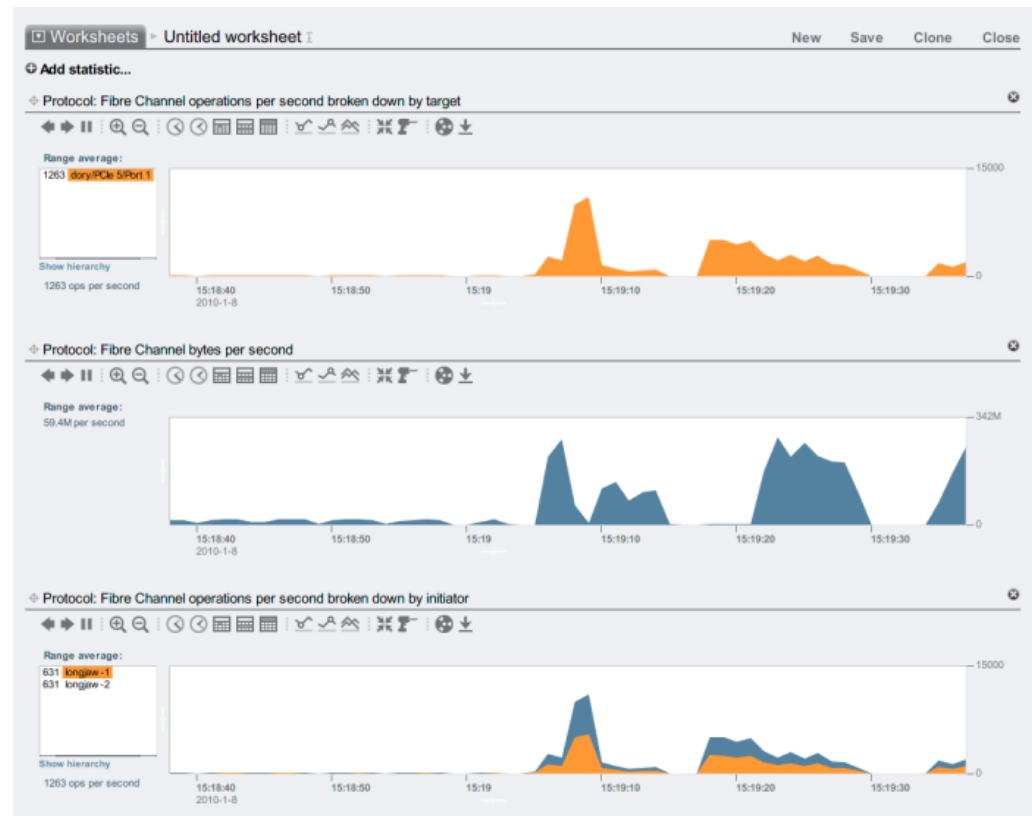 Worksheets Untitled worksheet New Save Clone Close
Add statistic...
Protocol: Fibre Channel operations per second broken down by target
Range average:
1263 dory/PCIe 5/Port 1
15000
Show hierarchy
0
1263 ops per second
15:18:40 15:18:50 15:19 15:19:10 15:19:20 15:19:30
2010-1-8
Protocol: Fibre Channel bytes per second
Range average:
59.4M per second
342M
0
15:18:40 15:18:50 15:19 15:19:10 15:19:20 15:19:30
2010-1-8
Protocol: Fibre Channel operations per second broken down by initiator
Range average:
631 longjaw-1
15000
631 longjaw-2
Show hierarchy
0
1263 ops per second
15:18:40 15:18:50 15:19 15:19:10 15:19:20 15:19:30
2010-1-8